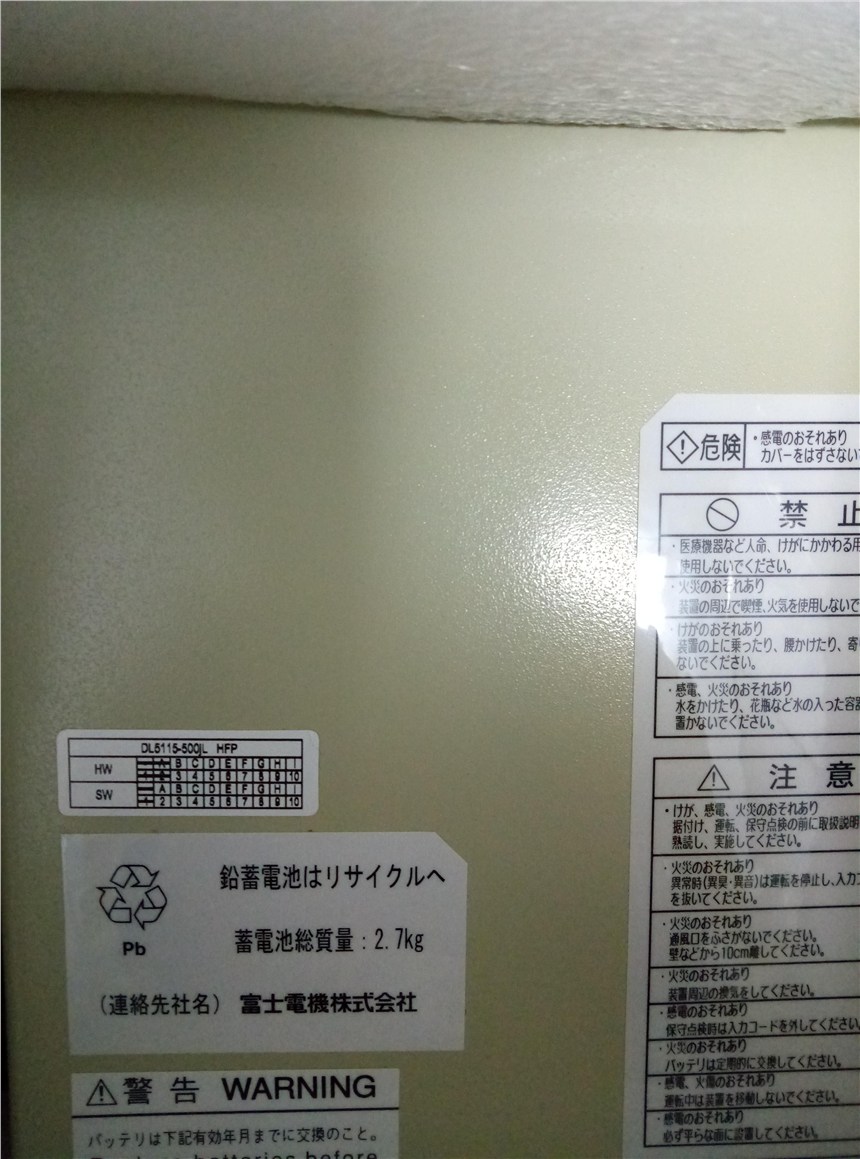 危険
・感電のおそれあり
カバーをはずさない
禁 止
・医療機器など人命、けがにかかわる用
使用しないでください。
・火災のおそれあり
装置の周辺で喫煙、火気を使用しないで
・けがのおそれあり
装置の上に乗ったり、腰かけたり、寄
ないでください。
・感電、火災のおそれあり
水をかけたり、花瓶など水の入った容器
置かないでください。
注 意
・けが、感電、火災のおそれあり
据付け、運転、保守点検の前に取扱説明
熟読し、実施してください。
・火災のおそれあり
異常時(異臭・異音)は運転を停止し、入力コ
を抜いてください。
・火災のおそれあり
通風口をふさがないでください。
壁などから10cm離してください。
・火災のおそれあり
装置周辺の換気をしてください。
・感電のおそれあり
保守点検時は入力コードを外してください
・火災のおそれあり
バッテリは定期的に交換してください。
・感電、火傷のおそれあり
運転中は装置を移動しないでください。
・感電のおそれあり
必ず平らな面に設置してください。
DL5115-500jL HFP
HW
A B C D E F G H I
3 4 5 6 7 8 9 10
SW
A B C D E F G H I
2 3 4 5 6 7 8 9 10
鉛蓄電池はリサイクルへ
Pb
蓄電池総質量：2.7kg
(連絡先社名) 富士電機株式会社
警 告 WARNING
バッテリは下記有効年月までに交換のこと。